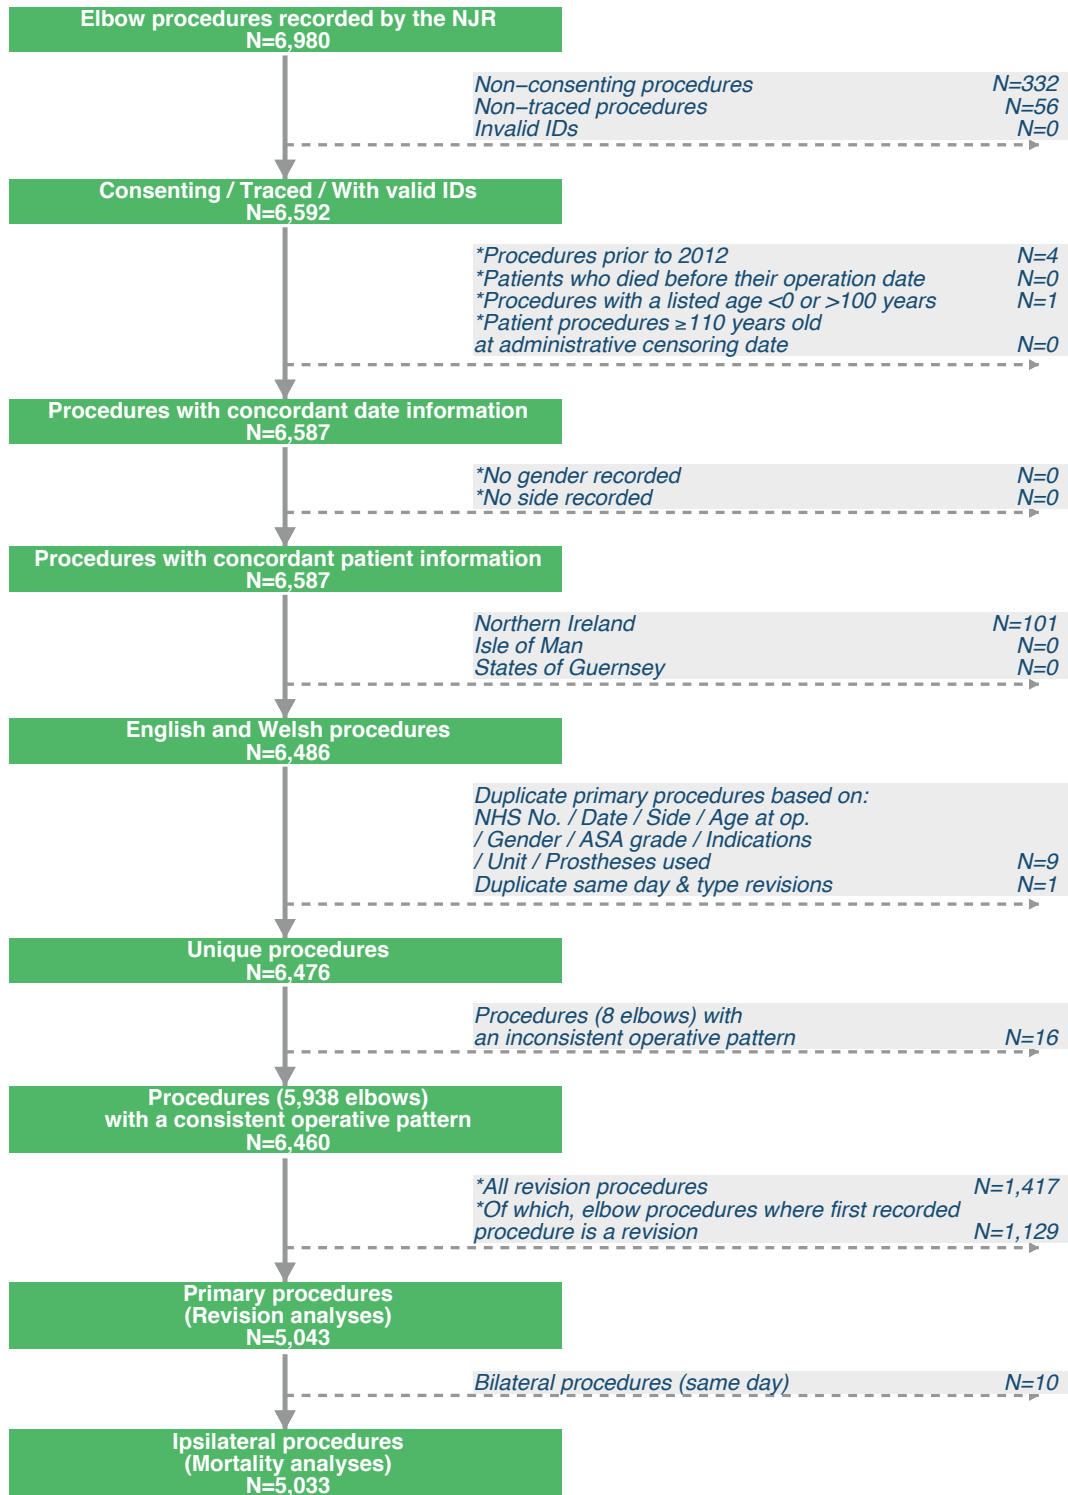 Elbow procedures recorded by the NJR
N=6,980
Non−consenting procedures N=332
Non−traced procedures N=56
Invalid IDs N=0
Consenting / Traced / With valid IDs
N=6,592
*Procedures prior to 2012 N=4
*Patients who died before their operation date N=0
*Procedures with a listed age <0 or >100 years N=1
*Patient procedures ≥110 years old
at administrative censoring date N=0
Procedures with concordant date information
N=6,587
*No gender recorded N=0
*No side recorded N=0
Procedures with concordant patient information
N=6,587
Northern Ireland N=101
Isle of Man N=0
States of Guernsey N=0
English and Welsh procedures
N=6,486
Duplicate primary procedures based on:
NHS No. / Date / Side / Age at op.
/ Gender / ASA grade / Indications
/ Unit / Prostheses used N=9
Duplicate same day & type revisions N=1
Unique procedures
N=6,476
Procedures (8 elbows) with
an inconsistent operative pattern N=16
Procedures (5,938 elbows)
with a consistent operative pattern
N=6,460
*All revision procedures N=1,417
*Of which, elbow procedures where first recorded
procedure is a revision N=1,129
Primary procedures
(Revision analyses)
N=5,043
Bilateral procedures (same day) N=10
Ipsilateral procedures
(Mortality analyses)
N=5,033